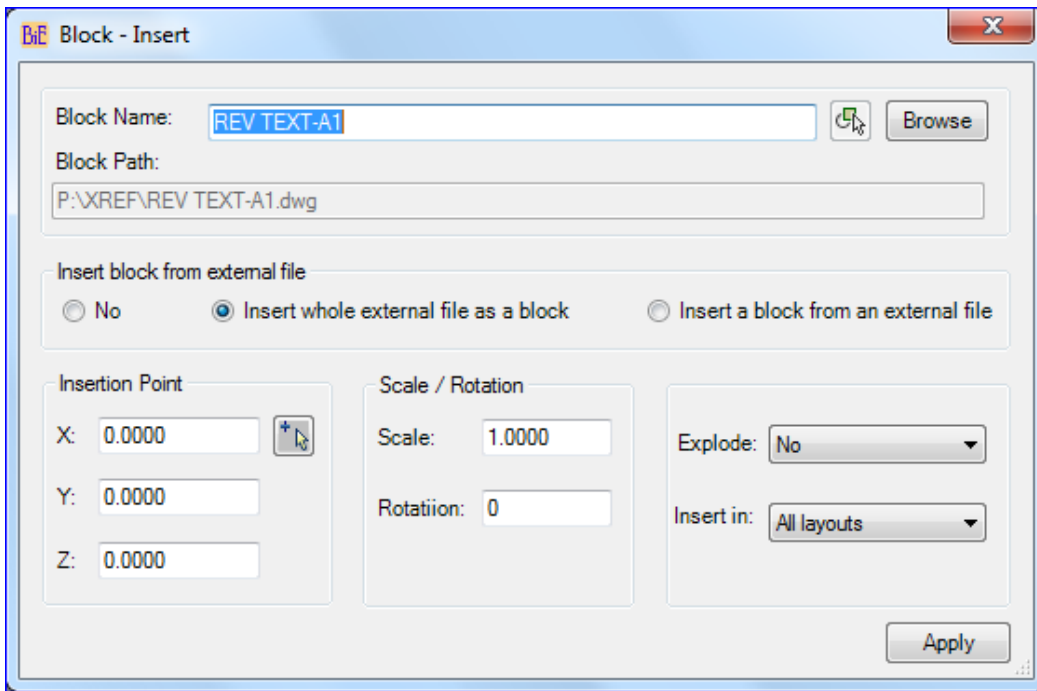 BiE Block - Insert
Block Name: REV TEXT-A1 Browse
Block Path:
P:\XREF\REV TEXT-A1.dwg
Insert block from external file
No Insert whole external file as a block Insert a block from an external file
Insertion Point Scale / Rotation
X: 0.0000 Scale: 1.0000 Explode: No
Y: 0.0000 Rotatiion: 0 Insert in: All layouts
Z: 0.0000
Apply